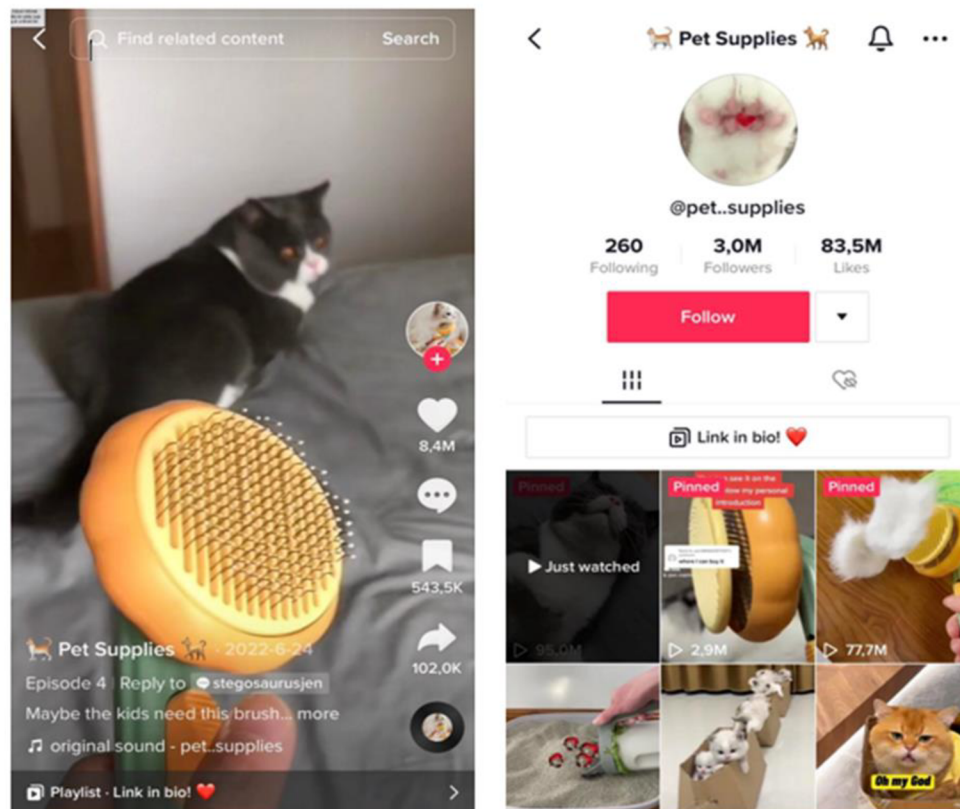 Find related content Search
8,4M
543,5K
102,0K
Pet Supplies · 2022-6-24
Episode 4 Reply to stegosaurusjen
Maybe the kids need this brush... more
original sound - pet..supplies
Playlist · Link in bio!
Pet Supplies
@pet..supplies
260 3,0M 83,5M
Following Followers Likes
Follow
Link in bio!
Pinned Pinned Pinned
see it on the
my personal
introduction
where I can buy it
Just watched
95,0M 2,9M 77,7M
Oh my God